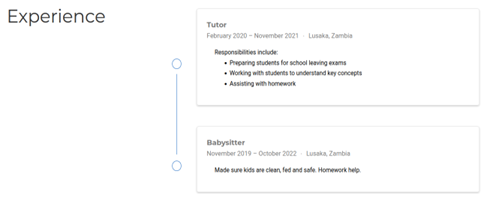 Experience
Tutor
February 2020 – November 2021 · Lusaka, Zambia
Responsibilities include:
• Preparing students for school leaving exams
• Working with students to understand key concepts
• Assisting with homework
Babysitter
November 2019 – October 2022 · Lusaka, Zambia
Made sure kids are clean, fed and safe. Homework help.